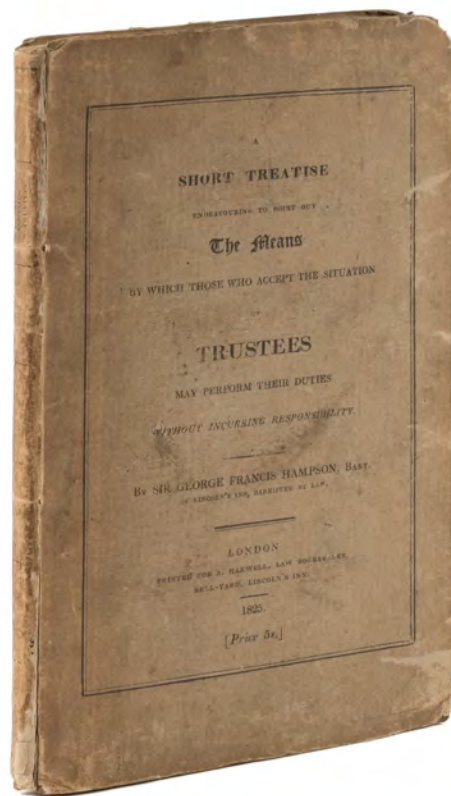 A
SHORT TREATISE
ENDEAVOURING TO POINT OUT
The Means
BY WHICH THOSE WHO ACCEPT THE SITUATION
OF
TRUSTEES
MAY PERFORM THEIR DUTIES
WITHOUT INCURRING RESPONSIBILITY.
BY SIR GEORGE FRANCIS HAMPSON, BART.
OF LINCOLN'S INN, BARRISTER AT LAW.
LONDON
PRINTED FOR A. MAXWELL, LAW BOOKSELLER,
BELL-YARD, LINCOLN'S INN.
1825.
[Price 5s.]